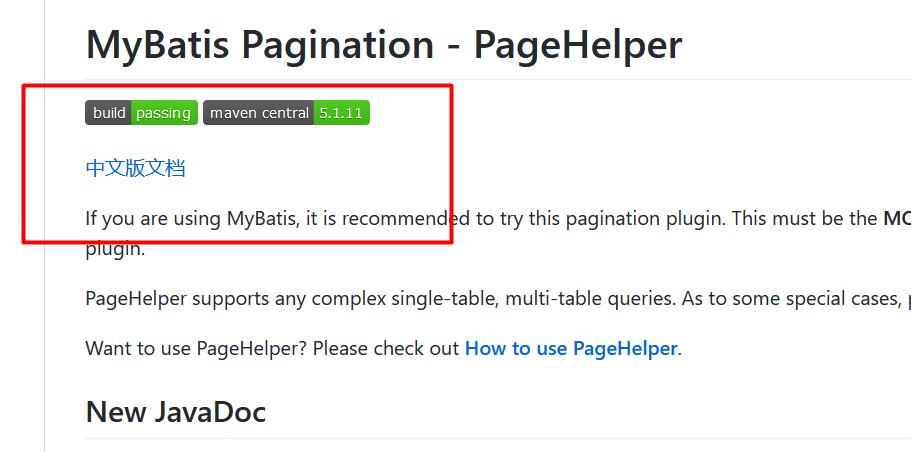 MyBatis Pagination - PageHelper
build passing maven central 5.1.11
中文版文档
If you are using MyBatis, it is recommended to try this pagination plugin. This must be the
plugin.
PageHelper supports any complex single-table, multi-table queries. As to some special cases,
Want to use PageHelper? Please check out How to use PageHelper.
New JavaDoc